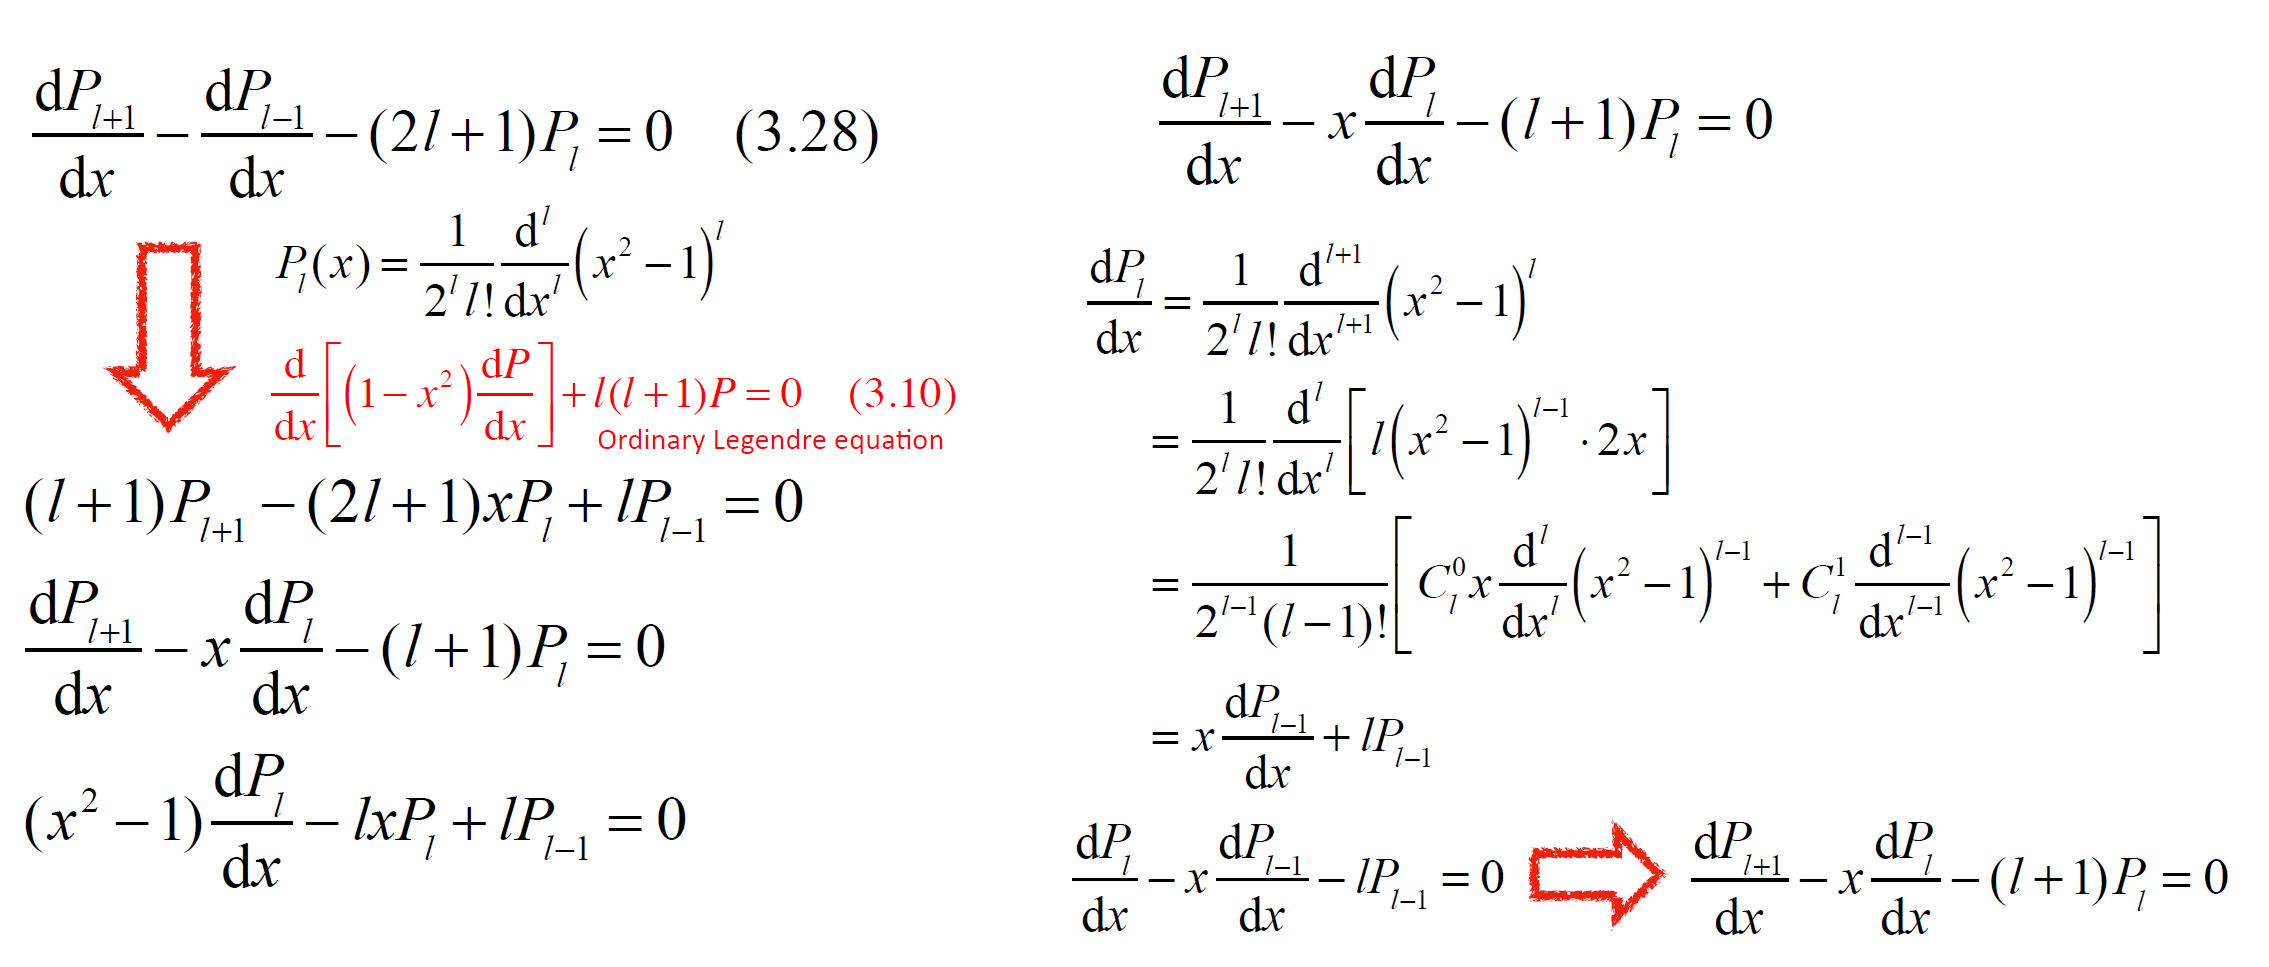 \frac{dP_{l+1}}{dx} - \frac{dP_{l-1}}{dx} - (2l+1)P_l = 0 (3.28)
P_l(x) = \frac{1}{2^l l!} \frac{d^l}{dx^l} (x^2 - 1)^l
\frac{d}{dx} \left[ (1 - x^2) \frac{dP}{dx} \right] + l(l+1)P = 0 (3.10)
Ordinary Legendre equation
(l+1)P_{l+1} - (2l+1)xP_l + lP_{l-1} = 0
\frac{dP_{l+1}}{dx} - x\frac{dP_l}{dx} - (l+1)P_l = 0
(x^2 - 1)\frac{dP_l}{dx} - lxP_l + lP_{l-1} = 0
\frac{dP_{l+1}}{dx} - x\frac{dP_l}{dx} - (l+1)P_l = 0
\frac{dP_l}{dx} = \frac{1}{2^l l!} \frac{d^{l+1}}{dx^{l+1}} (x^2 - 1)^l
= \frac{1}{2^l l!} \frac{d^l}{dx^l} \left[ l(x^2 - 1)^{l-1} \cdot 2x \right]
= \frac{1}{2^{l-1}(l-1)!} \left[ C_l^0 x \frac{d^l}{dx^l} (x^2 - 1)^{l-1} + C_l^1 \frac{d^{l-1}}{dx^{l-1}} (x^2 - 1)^{l-1} \right]
= x\frac{dP_{l-1}}{dx} + lP_{l-1}
\frac{dP_l}{dx} - x\frac{dP_{l-1}}{dx} - lP_{l-1} = 0
\frac{dP_{l+1}}{dx} - x\frac{dP_l}{dx} - (l+1)P_l = 0